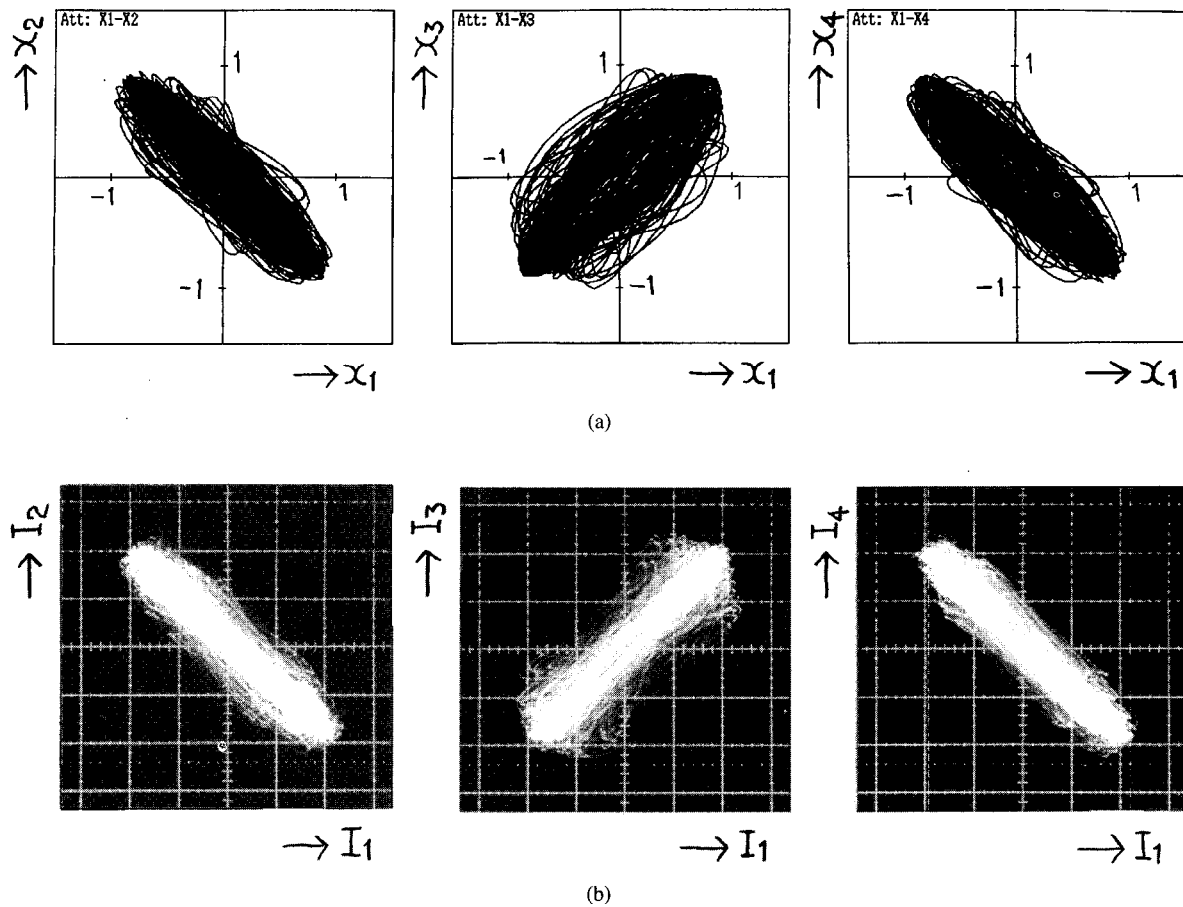 Att: X1-X2
→ x2
1
-1
1
-1
→ x1
Att: X1-X3
→ x3
1
-1
1
-1
→ x1
Att: X1-X4
→ x4
1
-1
1
-1
→ x1
(a)
→ I2
→ I1
→ I3
→ I1
→ I4
→ I1
(b)